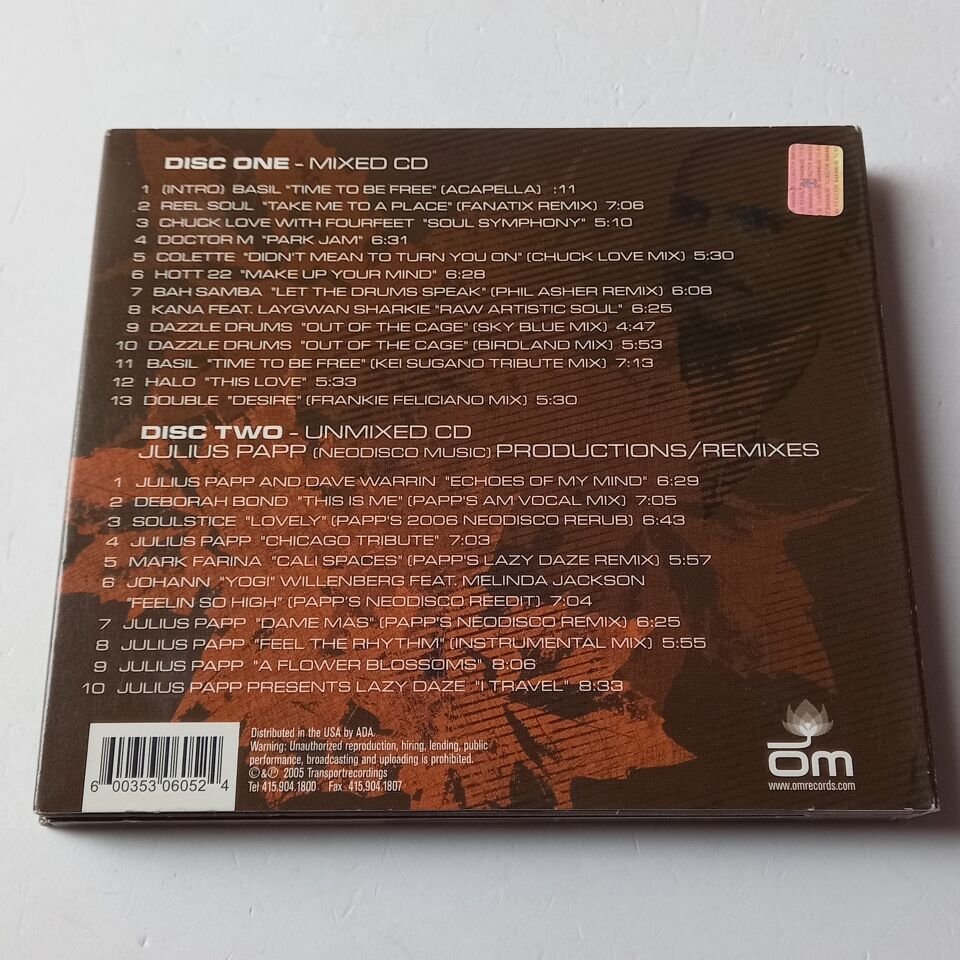 DISC ONE - MIXED CD
1 (INTRO) BASIL "TIME TO BE FREE" (ACAPELLA) :11
2 REEL SOUL "TAKE ME TO A PLACE" (FANATIX REMIX) 7:06
3 CHUCK LOVE WITH FOURFEET "SOUL SYMPHONY" 5:10
4 DOCTOR M "PARK JAM" 6:31
5 COLETTE "DIDN'T MEAN TO TURN YOU ON" (CHUCK LOVE MIX) 5:30
6 HOTT 22 "MAKE UP YOUR MIND" 6:28
7 BAH SAMBA "LET THE DRUMS SPEAK" (PHIL ASHER REMIX) 6:08
8 KANA FEAT. LAYGWAN SHARKIE "RAW ARTISTIC SOUL" 6:25
9 DAZZLE DRUMS "OUT OF THE CAGE" (SKY BLUE MIX) 4:47
10 DAZZLE DRUMS "OUT OF THE CAGE" (BIRDLAND MIX) 5:53
11 BASIL "TIME TO BE FREE" (KEI SUGANO TRIBUTE MIX) 7:13
12 HALO "THIS LOVE" 5:33
13 DOUBLE "DESIRE" (FRANKIE FELICIANO MIX) 5:30
DISC TWO - UNMIXED CD
JULIUS PAPP (NEODISCO MUSIC) PRODUCTIONS/REMIXES
1 JULIUS PAPP AND DAVE WARRIN "ECHOES OF MY MIND" 6:29
2 DEBORAH BOND "THIS IS ME" (PAPP'S AM VOCAL MIX) 7:05
3 SOULSTICE "LOVELY" (PAPP'S 2006 NEODISCO RERUB) 6:43
4 JULIUS PAPP "CHICAGO TRIBUTE" 7:03
5 MARK FARINA "CALI SPACES" (PAPP'S LAZY DAZE REMIX) 5:57
6 JOHANN "YOGI" WILLENBERG FEAT. MELINDA JACKSON
"FEELIN SO HIGH" (PAPP'S NEODISCO REEDIT) 7:04
7 JULIUS PAPP "DAME MAS" (PAPP'S NEODISCO REMIX) 6:25
8 JULIUS PAPP "FEEL THE RHYTHM" (INSTRUMENTAL MIX) 5:55
9 JULIUS PAPP "A FLOWER BLOSSOMS" 8:06
10 JULIUS PAPP PRESENTS LAZY DAZE "I TRAVEL" 8:33
Distributed in the USA by ADA.
Warning: Unauthorized reproduction, hiring, lending, public
performance, broadcasting and uploading is prohibited.
©&℗ 2005 Transportrecordings
Tel 415.904.1800 Fax 415.904.1807
6 00353 06052 4
om
www.omrecords.com